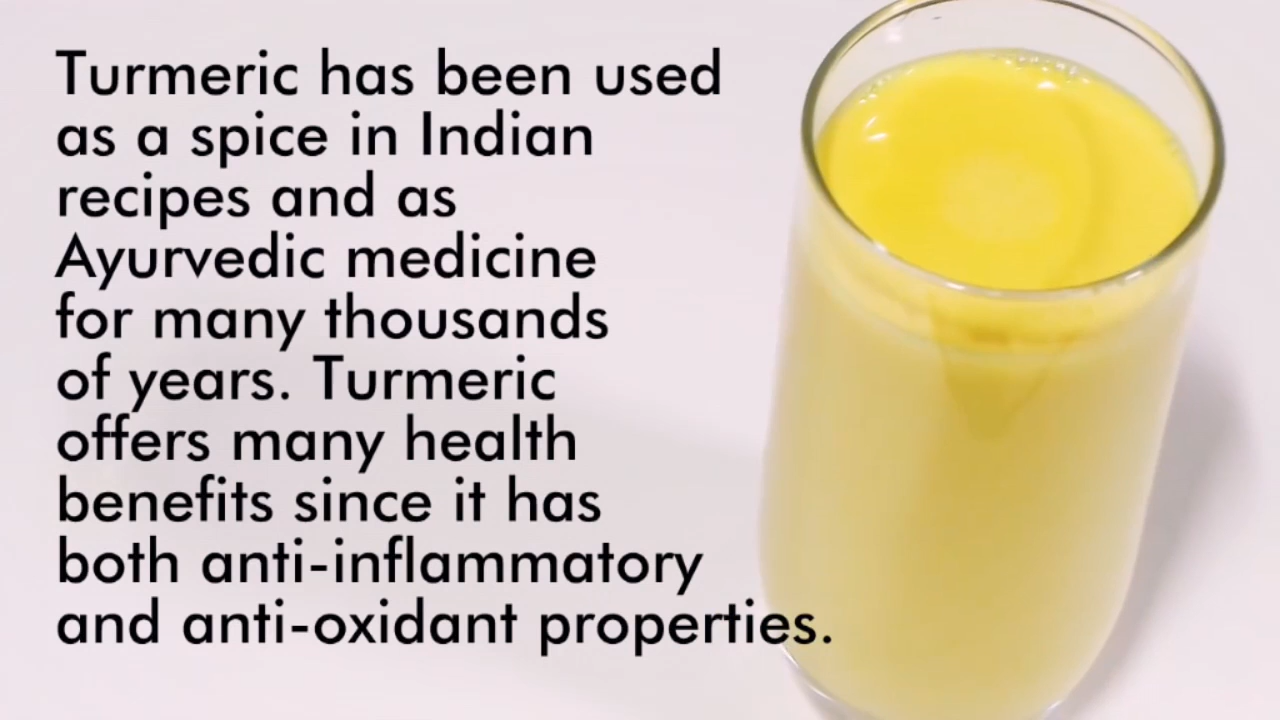 Turmeric has been used
as a spice in Indian
recipes and as
Ayurvedic medicine
for many thousands
of years. Turmeric
offers many health
benefits since it has
both anti-inflammatory
and anti-oxidant properties.